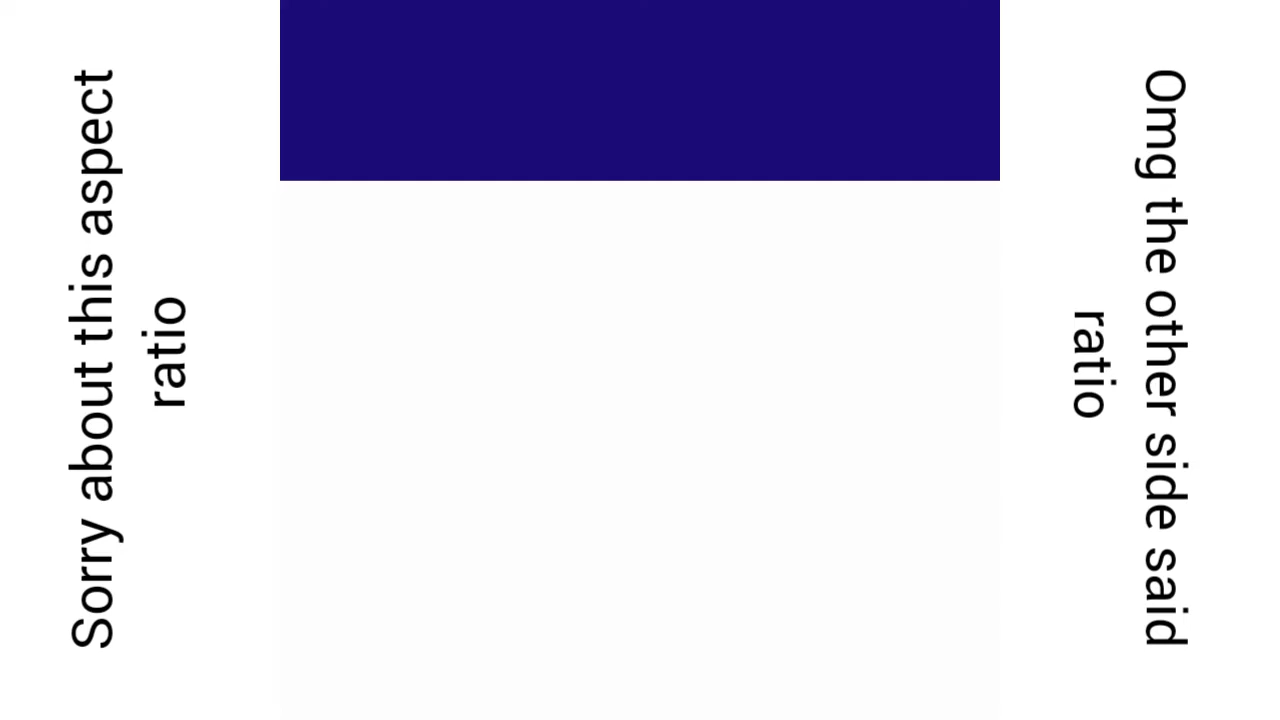 Sorry about this aspect
ratio
Omg the other side said
ratio